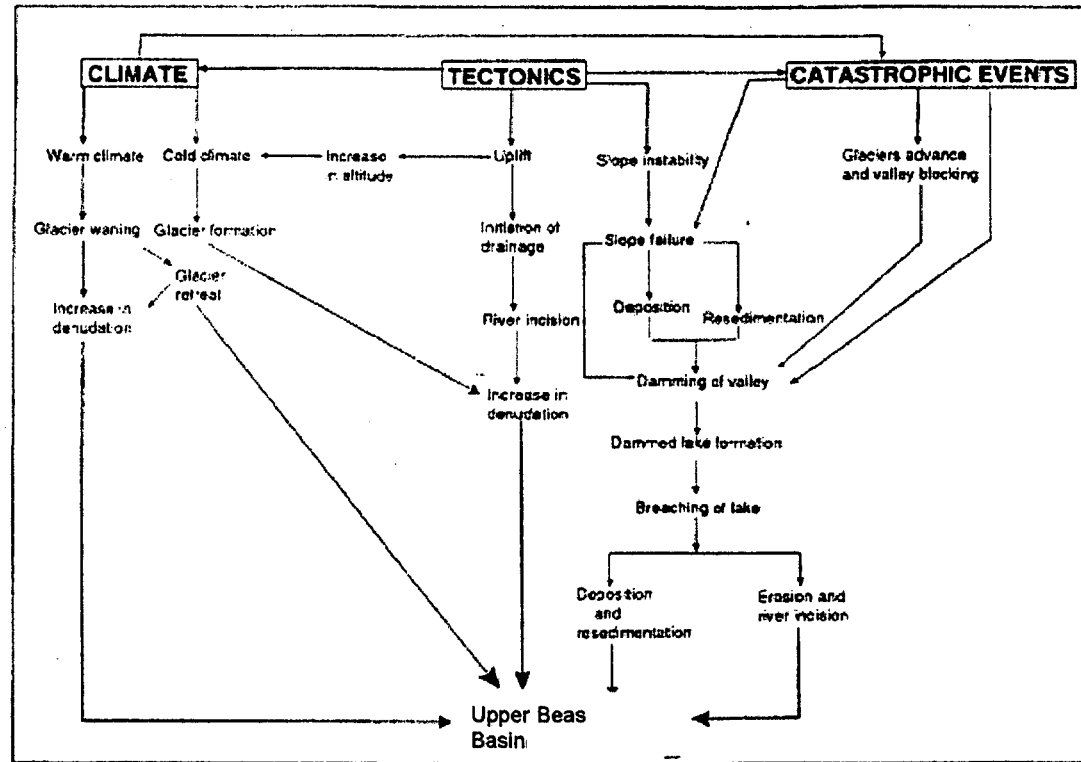 CLIMATE
TECTONICS
CATASTROPHIC EVENTS
Warm climate
Cold climate
Increase
in altitude
Uplift
Slope instability
Glaciers advance
and valley blocking
Glacier waning
Glacier formation
Initiation of
drainage
Slope failure
Glacier
retreat
Increase in
denudation
River incision
Deposition
Resedimentation
Increase in
denudation
Damming of valley
Dammed lake formation
Breaching of lake
Deposition
and
resedimentation
Erosion and
river incision
Upper Beas
Basin